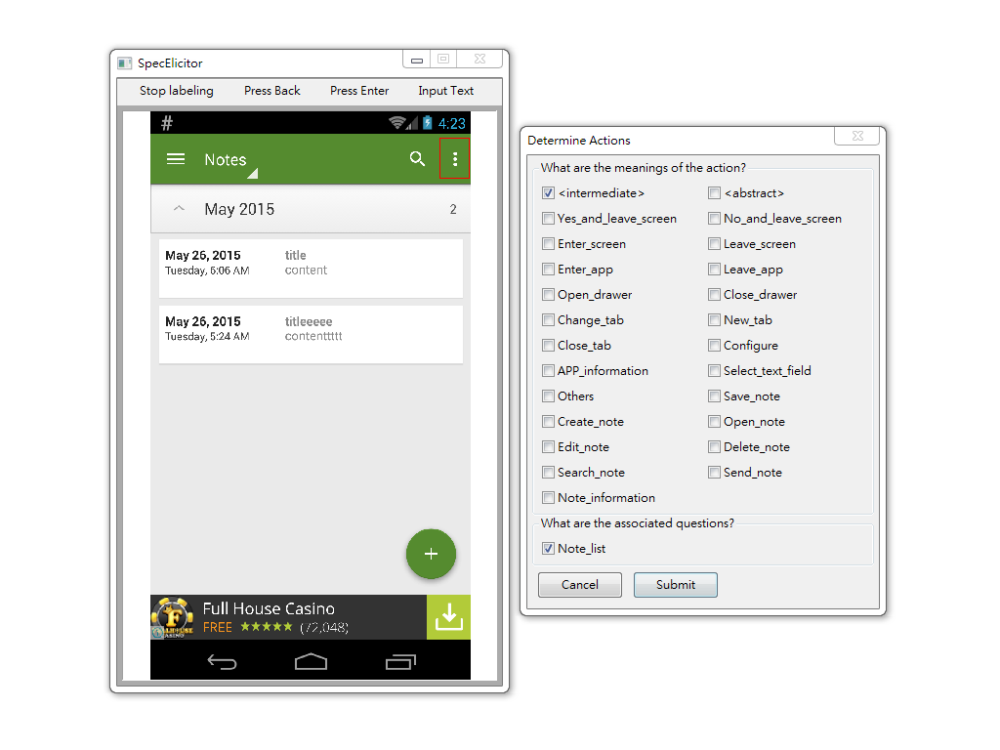 SpecElicitor
Stop labeling Press Back Press Enter Input Text
# 4:23
Notes
May 2015 2
May 26, 2015 title
Tuesday, 6:06 AM content
May 26, 2015 titleeeee
Tuesday, 5:24 AM contenttttt
+
Full House Casino
FREE ★★★★★ (72,048)
Determine Actions
What are the meanings of the action?
<intermediate> <abstract>
Yes_and_leave_screen No_and_leave_screen
Enter_screen Leave_screen
Enter_app Leave_app
Open_drawer Close_drawer
Change_tab New_tab
Close_tab Configure
APP_information Select_text_field
Others Save_note
Create_note Open_note
Edit_note Delete_note
Search_note Send_note
Note_information
What are the associated questions?
Note_list
Cancel Submit